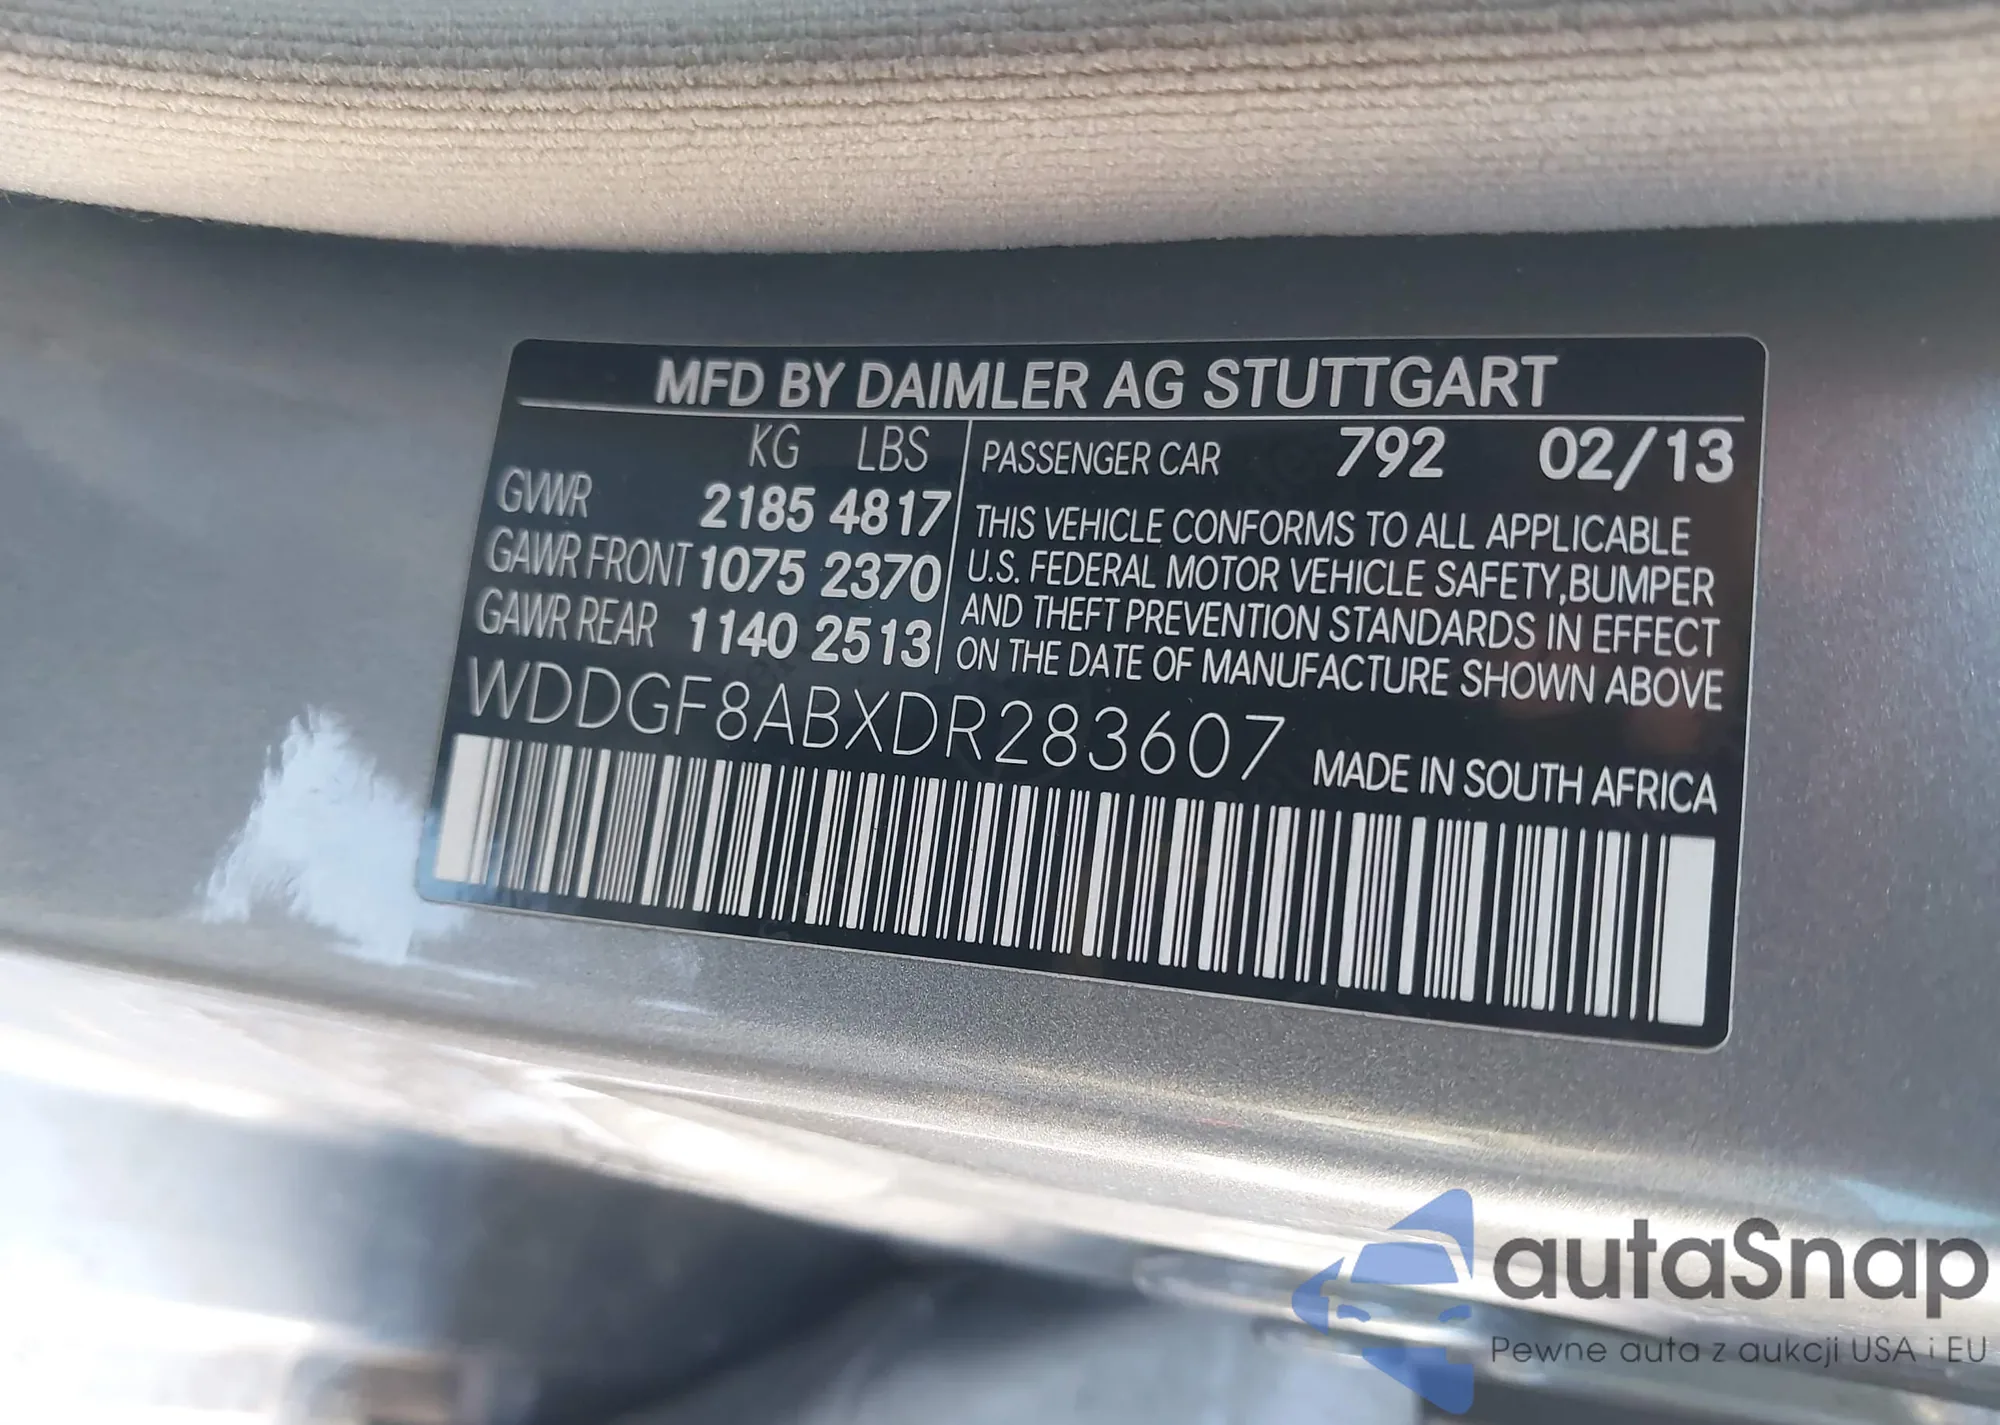 MFD BY DAIMLER AG STUTTGART
KG LBS
GVWR 2185 4817
GAWR FRONT 1075 2370
GAWR REAR 1140 2513
PASSENGER CAR 792 02/13
THIS VEHICLE CONFORMS TO ALL APPLICABLE
U.S. FEDERAL MOTOR VEHICLE SAFETY,BUMPER
AND THEFT PREVENTION STANDARDS IN EFFECT
ON THE DATE OF MANUFACTURE SHOWN ABOVE
WDDGF8ABXDR283607
MADE IN SOUTH AFRICA
autaSnap
Pewne auta z aukcji USA i EU